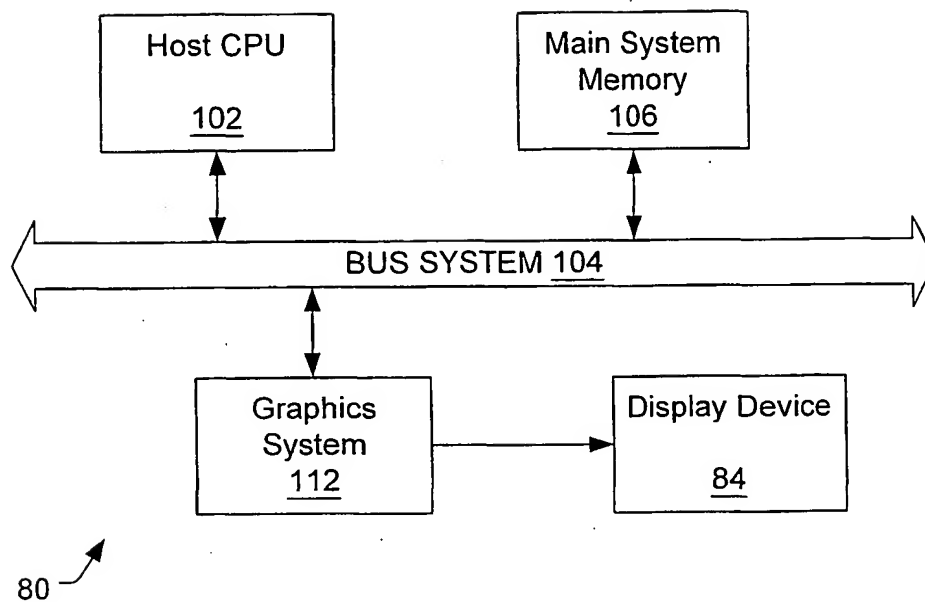 Host CPU
102
Main System
Memory
106
BUS SYSTEM 104
Graphics
System
112
Display Device
84
80